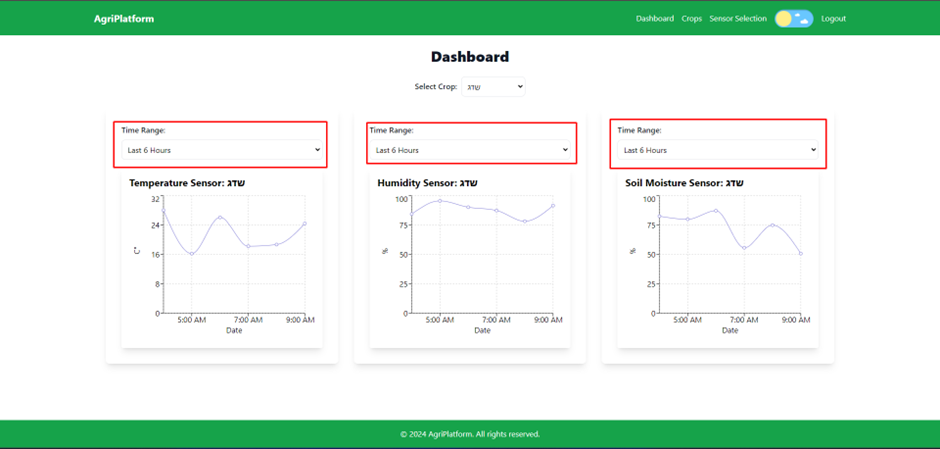 AgriPlatform
Dashboard Crops Sensor Selection Logout
Dashboard
Select Crop: שדג
Time Range:
Last 6 Hours
Temperature Sensor: שדג
32
24
16
8
0
C°
5:00 AM 7:00 AM 9:00 AM
Date
Time Range:
Last 6 Hours
Humidity Sensor: שדג
100
75
50
25
0
%
5:00 AM 7:00 AM 9:00 AM
Date
Time Range:
Last 6 Hours
Soil Moisture Sensor: שדג
100
75
50
25
0
%
5:00 AM 7:00 AM 9:00 AM
Date
© 2024 AgriPlatform. All rights reserved.